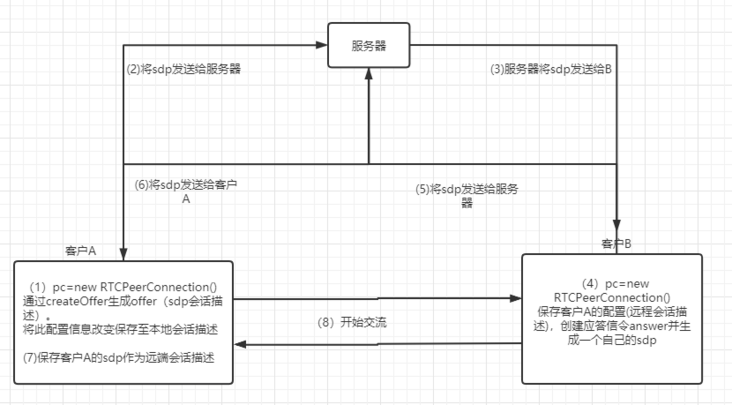 服务器
(2)将sdp发送给服务器
(3)服务器将sdp发送给B
(6)将sdp发送给客户
A
(5)将sdp发送给服务
器
客户A
客户B
（1）pc=new RTCPeerConnection()
通过createOffer生成offer（sdp会话描
述）。
将此配置信息改变保存至本地会话描述
(7)保存客户A的sdp作为远端会话描述
（8）开始交流
（4）pc=new
RTCPeerConnection()
保存客户A的配置(远程会话描
述)，创建应答信令answer并生
成一个自己的sdp